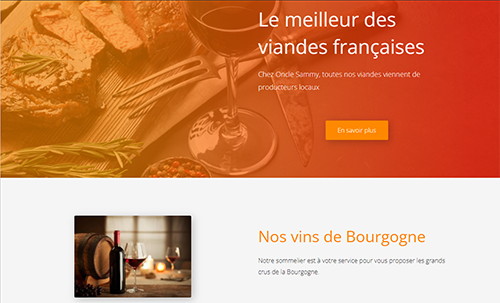 Le meilleur des
viandes françaises
Chez Oncle Sammy, toutes nos viandes viennent de
producteurs locaux
En savoir plus
Nos vins de Bourgogne
Notre sommelier est à votre service pour vous proposer les grands
crus de la Bourgogne.